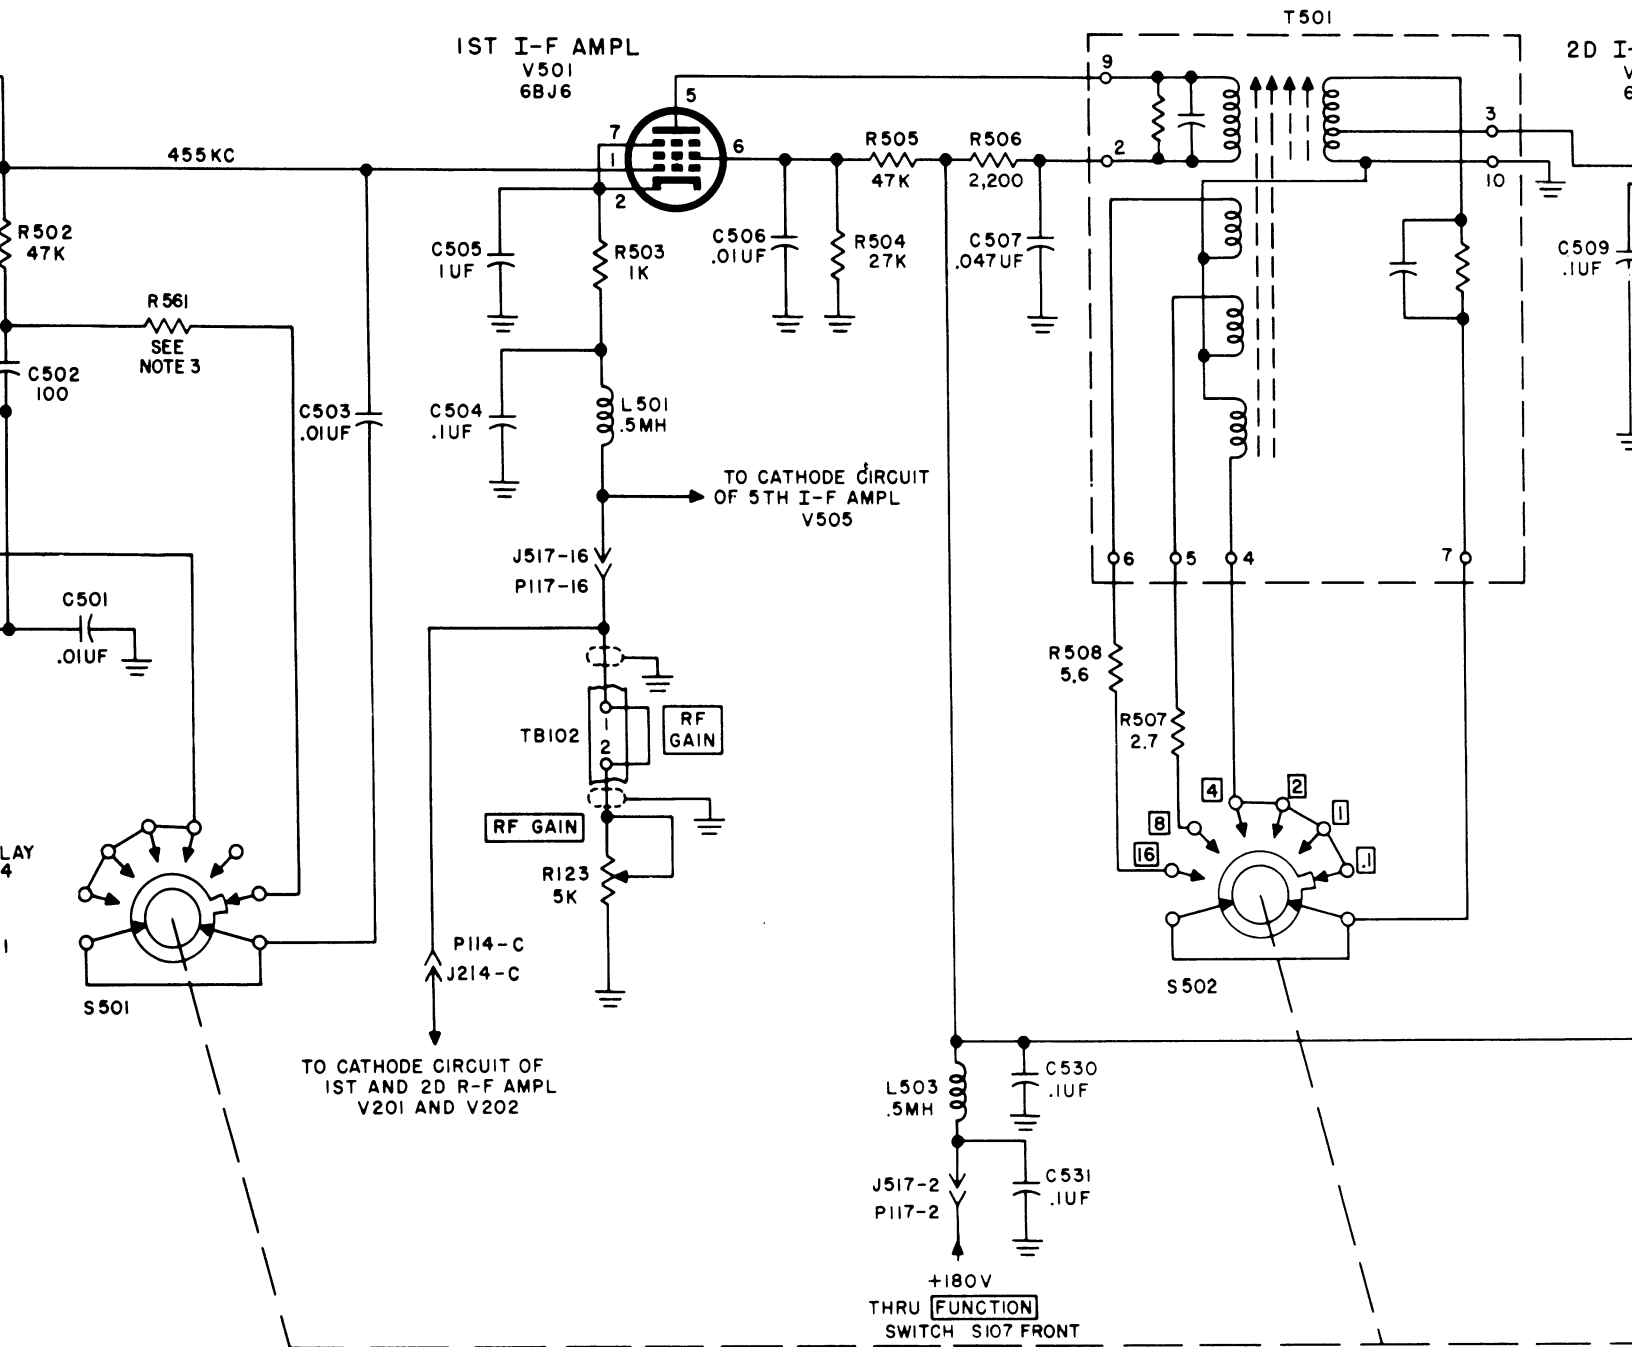 T501
1ST I-F AMPL
V501
6BJ6
2D I-
9
5
7
1
6
2
455KC
R505
47K
R506
2,200
2
3
10
R502
47K
C505
1UF
R503
1K
C506
.01UF
R504
27K
C507
.047UF
C509
.1UF
R561
SEE
NOTE 3
C502
100
C503
.01UF
C504
.1UF
L501
.5MH
TO CATHODE CIRCUIT
OF 5TH I-F AMPL
V505
J517-16
P117-16
6
5
4
7
C501
.01UF
R508
5.6
R507
2.7
TB102
1
2
RF
GAIN
RF GAIN
R123
5K
4
2
8
1
16
.1
LAY
4
1
P114-C
J214-C
S501
S502
TO CATHODE CIRCUIT OF
1ST AND 2D R-F AMPL
V201 AND V202
L503
.5MH
C530
.1UF
J517-2
P117-2
C531
.1UF
+180V
THRU FUNCTION
SWITCH S107 FRONT